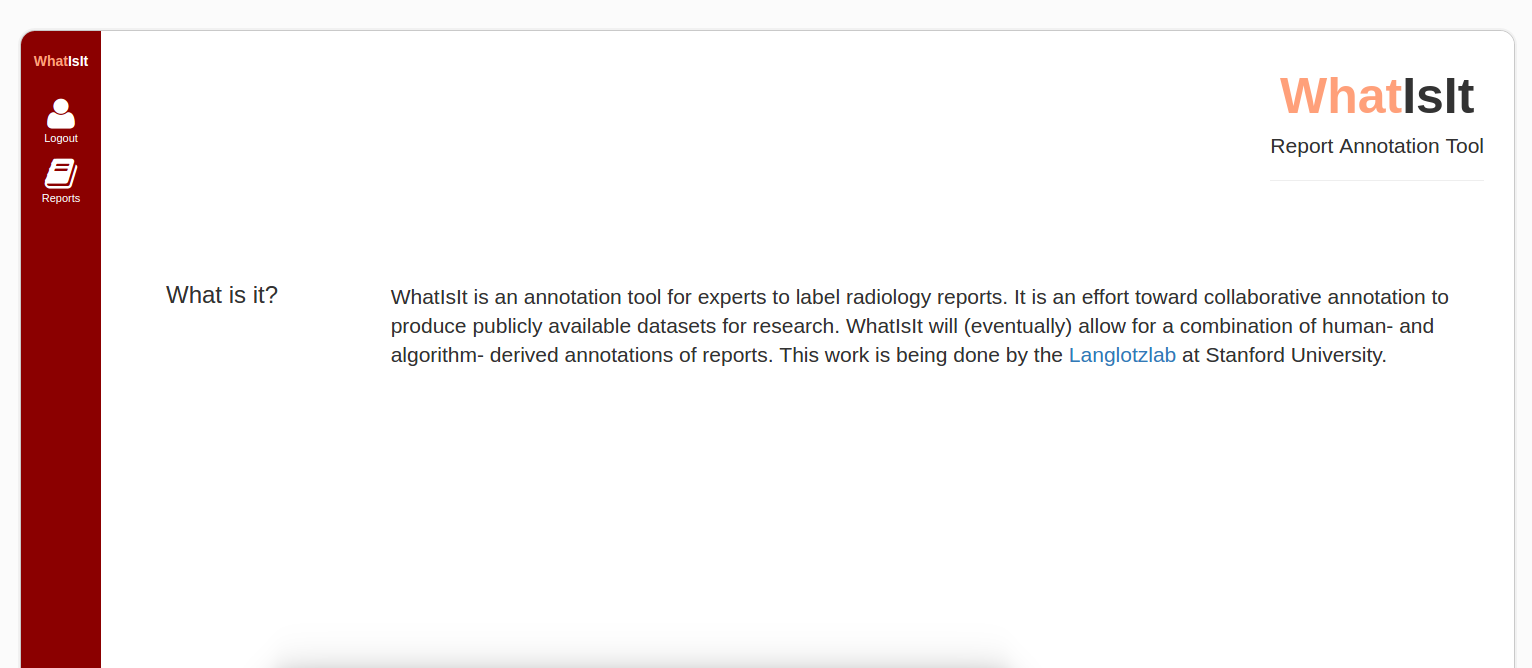 WhatIsIt
Logout
Reports
WhatIsIt
Report Annotation Tool
What is it?
WhatIsIt is an annotation tool for experts to label radiology reports. It is an effort toward collaborative annotation to
produce publicly available datasets for research. WhatIsIt will (eventually) allow for a combination of human- and
algorithm- derived annotations of reports. This work is being done by the Langlotzlab at Stanford University.